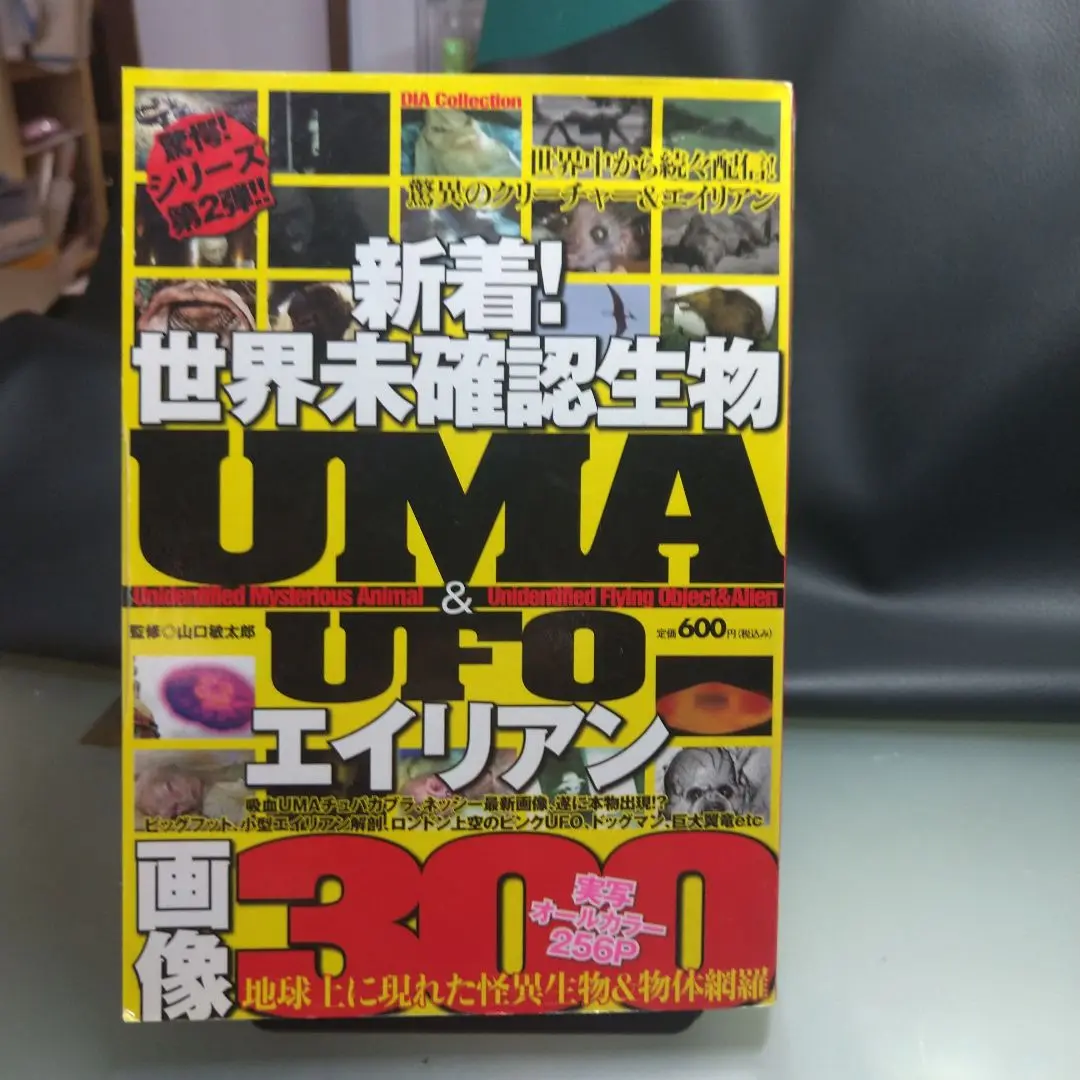 DIA Collection
驚愕!
シリーズ
第2弾!!
世界中から続々配信!
驚異のクリーチャー&エイリアン
新着!
世界未確認生物
UMA
Unidentified Mysterious Animal
&
Unidentified Flying Object&Alien
監修◎山口敏太郎
UFO
定価600円(税込み)
エイリアン
吸血UMAチュパカブラ、ネッシー最新画像、遂に本物出現!?
ビッグフット、小型エイリアン解剖、ロンドン上空のピンクUFO、ドッグマン、巨大翼竜etc
画像
300
実写
オールカラー
256P
地球上に現れた怪異生物&物体網羅